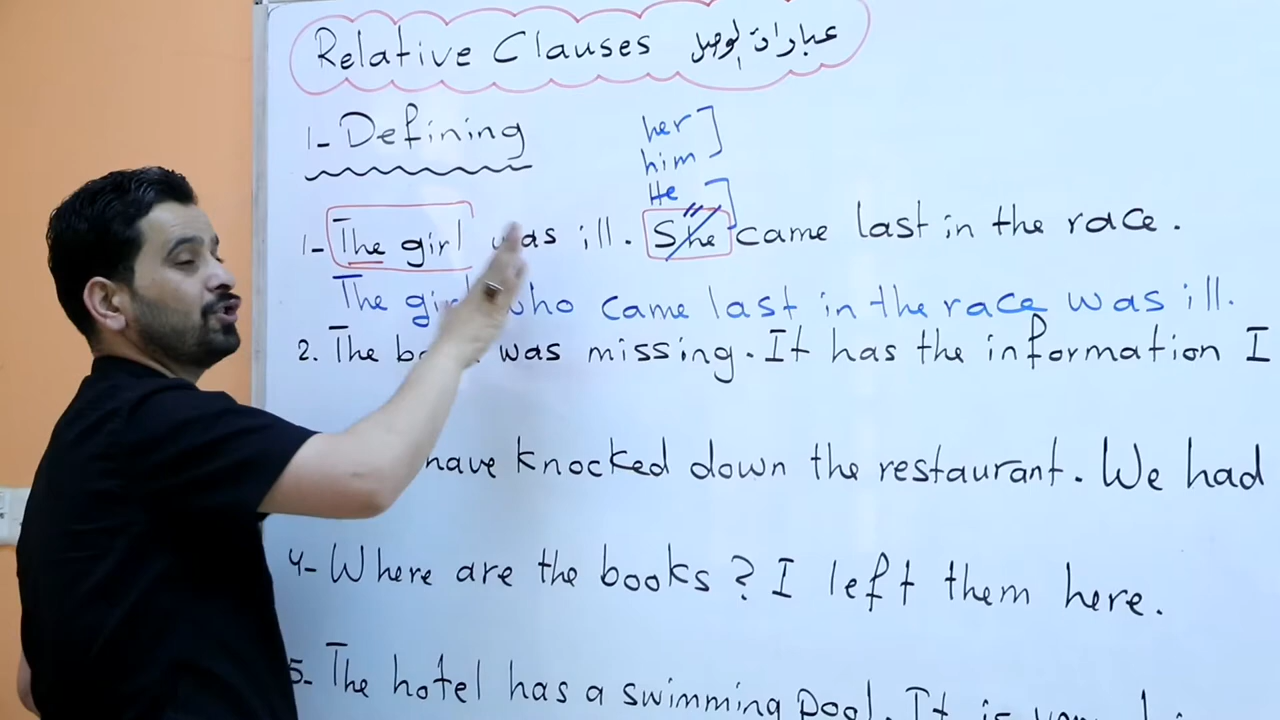 Relative Clauses عبارات الوصل
1- Defining
her
him
He
1- The girl was ill. She came last in the race.
The girl who came last in the race was ill.
2. The was missing. It has the information I
have knocked down the restaurant. We had
4- Where are the books? I left them here.
5- The hotel has a swimming pool. It is